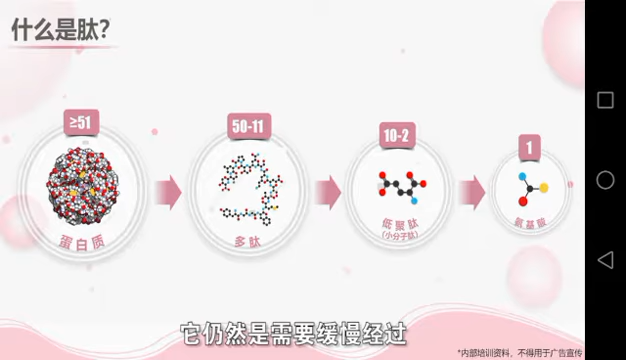 什么是肽?
≥51
50-11
10-2
1
蛋白质
多肽
低聚肽
(小分子肽)
氨基酸
它仍然是需要缓慢经过
*内部培训资料，不得用于广告宣传